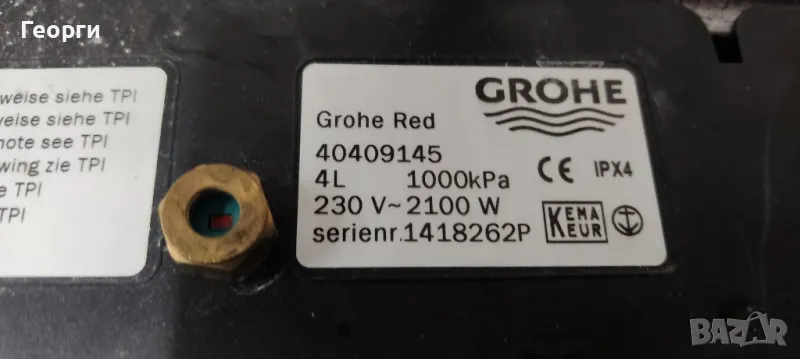 Георги
weise siehe TPI
weise siehe TPI
note see TPI
wing zie TPI
e TPI
TPI
GROHE
Grohe Red
40409145
4L 1000kPa
CE IPX4
230 V~ 2100 W
KEMA
KEUR
serienr. 1418262P
BAZAR